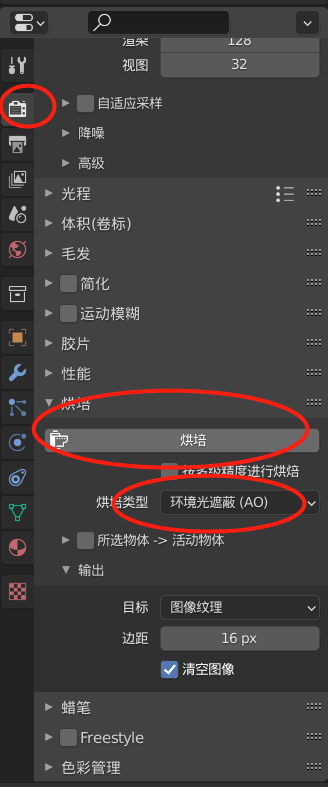 渲染 128
视图 32
自适应采样
降噪
高级
光程
体积(卷标)
毛发
简化
运动模糊
胶片
性能
烘培
烘培
按多级精度进行烘焙
烘培类型 环境光遮蔽 (AO)
所选物体 -> 活动物体
输出
目标 图像纹理
边距 16 px
清空图像
蜡笔
Freestyle
色彩管理